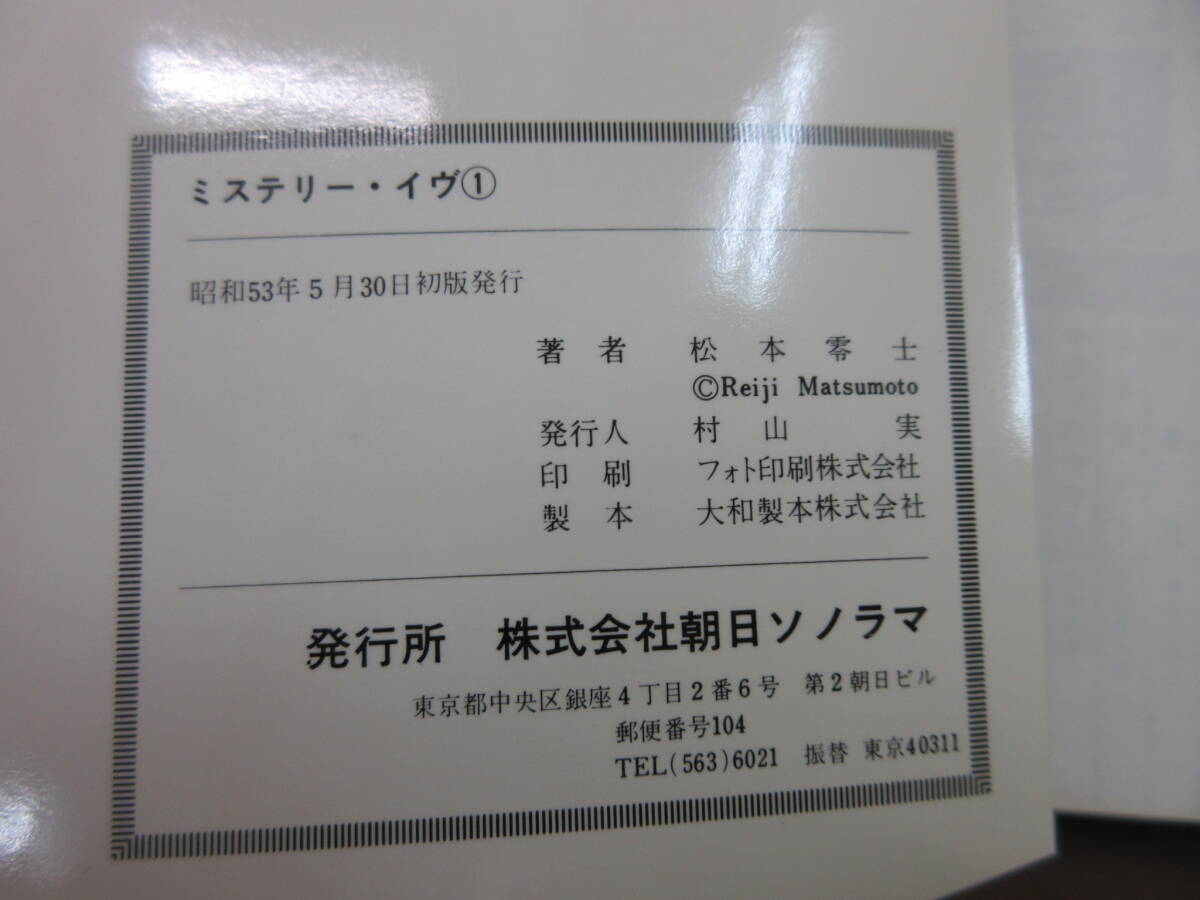 ミステリー・イヴ①
昭和53年5月30日初版発行
著者 松本零士
©Reiji Matsumoto
発行人 村山実
印刷 フォト印刷株式会社
製本 大和製本株式会社
発行所 株式会社朝日ソノラマ
東京都中央区銀座4丁目2番6号 第2朝日ビル
郵便番号104
TEL(563)6021 振替 東京40311